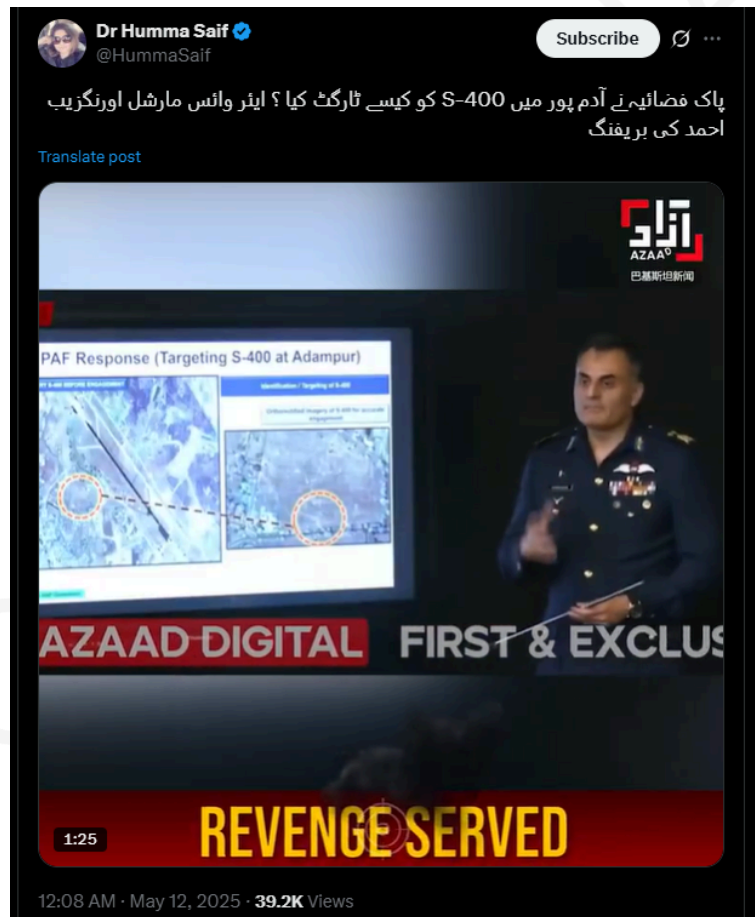 Dr Humma Saif
@HummaSaif
Subscribe
پاک فضائیہ نے آدم پور میں S-400 کو کیسے ٹارگٹ کیا ؟ ایئر وائس مارشل اورنگزیب
احمد کی بریفنگ
Translate post
آزاد
AZAAD
巴基斯坦新闻
PAF Response (Targeting S-400 at Adampur)
Identification / Targeting of S-400
AZAAD DIGITAL
FIRST & EXCLUS
REVENGE SERVED
1:25
12:08 AM · May 12, 2025 · 39.2K Views